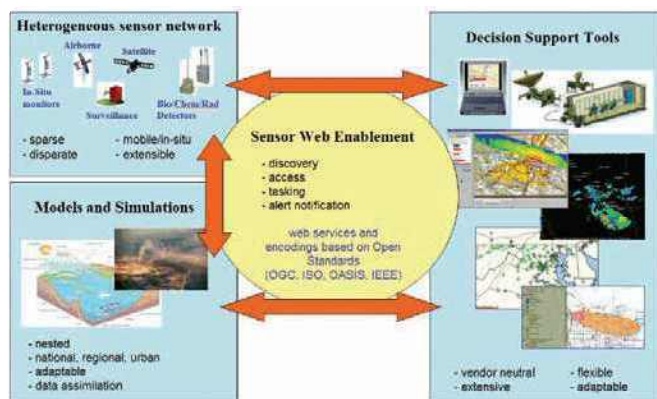 Heterogeneous sensor network
Airborne
Satellite
In-Situ
monitors
Surveillance
Bio/Chem/Rad
Detectors
- sparse
- disparate
- mobile/in-situ
- extensible
Models and Simulations
- nested
- national, regional, urban
- adaptable
- data assimilation
Sensor Web Enablement
- discovery
- access
- tasking
- alert notification
web services and
encodings based on Open
Standards
(OGC, ISO, OASIS, IEEE)
Decision Support Tools
- vendor neutral
- extensive
- flexible
- adaptable